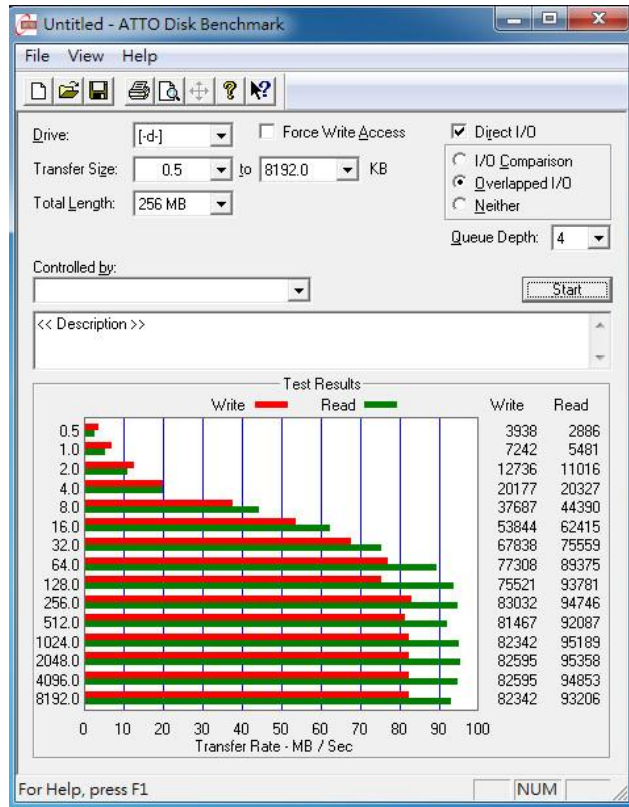 Untitled - ATTO Disk Benchmark
File View Help
Drive: [-d-] Force Write Access Direct I/O
Transfer Size: 0.5 to 8192.0 KB I/O Comparison
Overlapped I/O
Total Length: 256 MB Neither
Queue Depth: 4
Controlled by:
Start
<< Description >>
Test Results
Write Read Write Read
0.5 3938 2886
1.0 7242 5481
2.0 12736 11016
4.0 20177 20327
8.0 37687 44390
16.0 53844 62415
32.0 67838 75559
64.0 77308 89375
128.0 75521 93781
256.0 83032 94746
512.0 81467 92087
1024.0 82342 95189
2048.0 82595 95358
4096.0 82595 94853
8192.0 82342 93206
0 10 20 30 40 50 60 70 80 90 100
Transfer Rate - MB / Sec
For Help, press F1 NUM